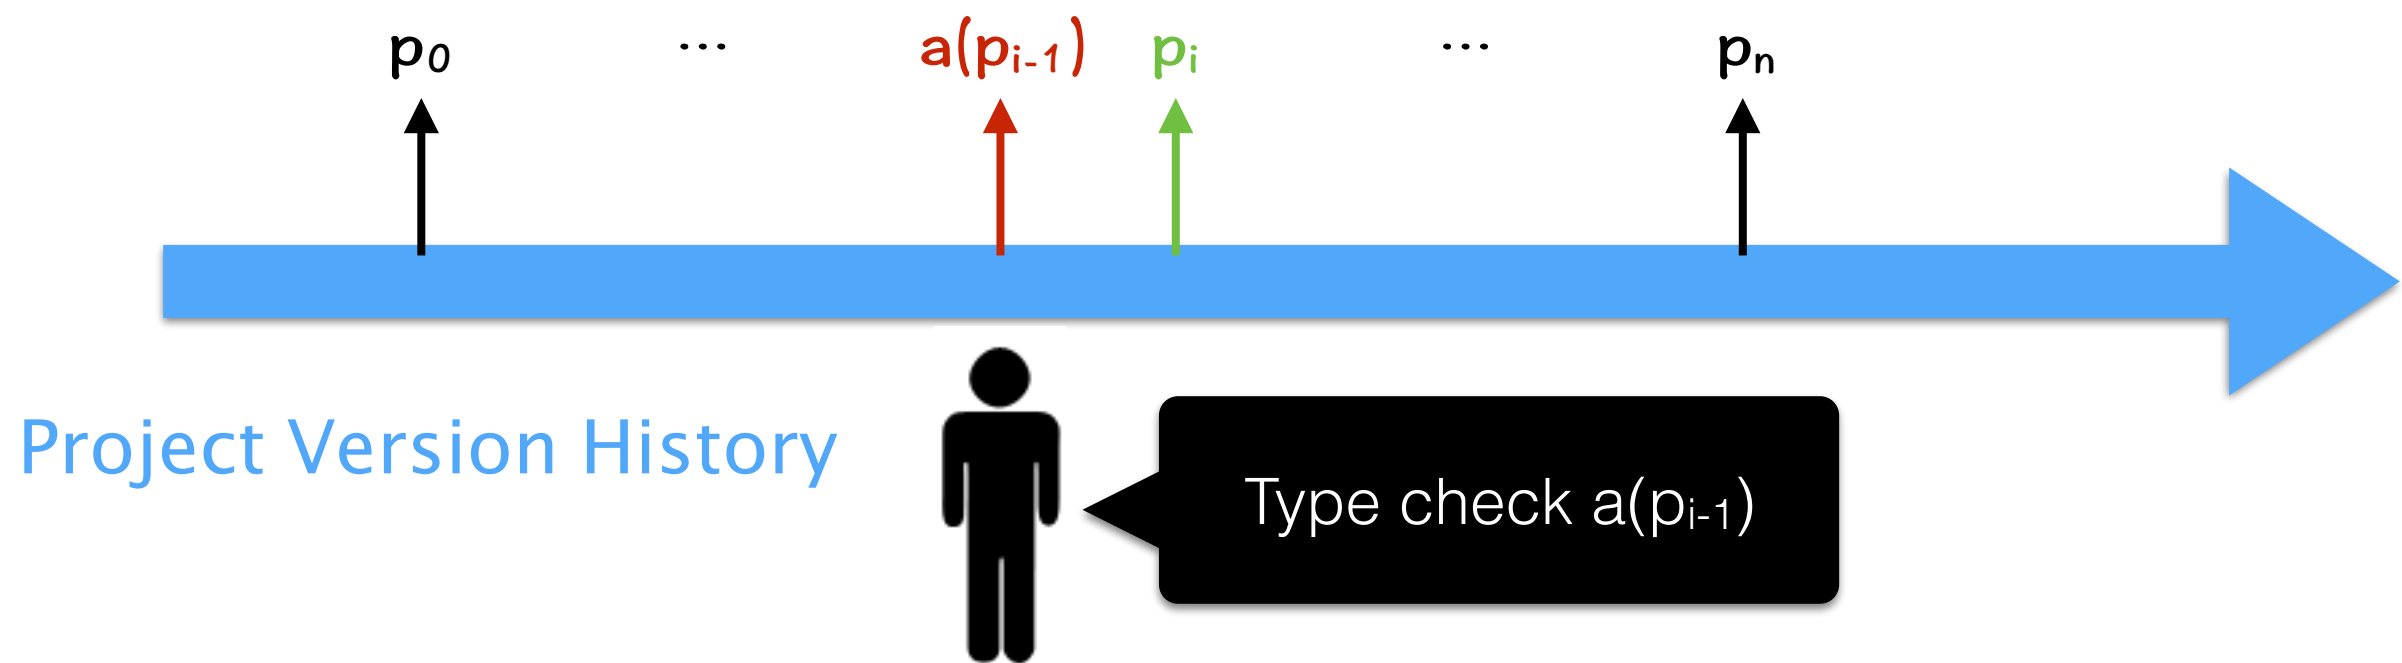 p₀ ... a(pᵢ₋₁) pᵢ ... pₙ
Project Version History
Type check a(pᵢ₋₁)